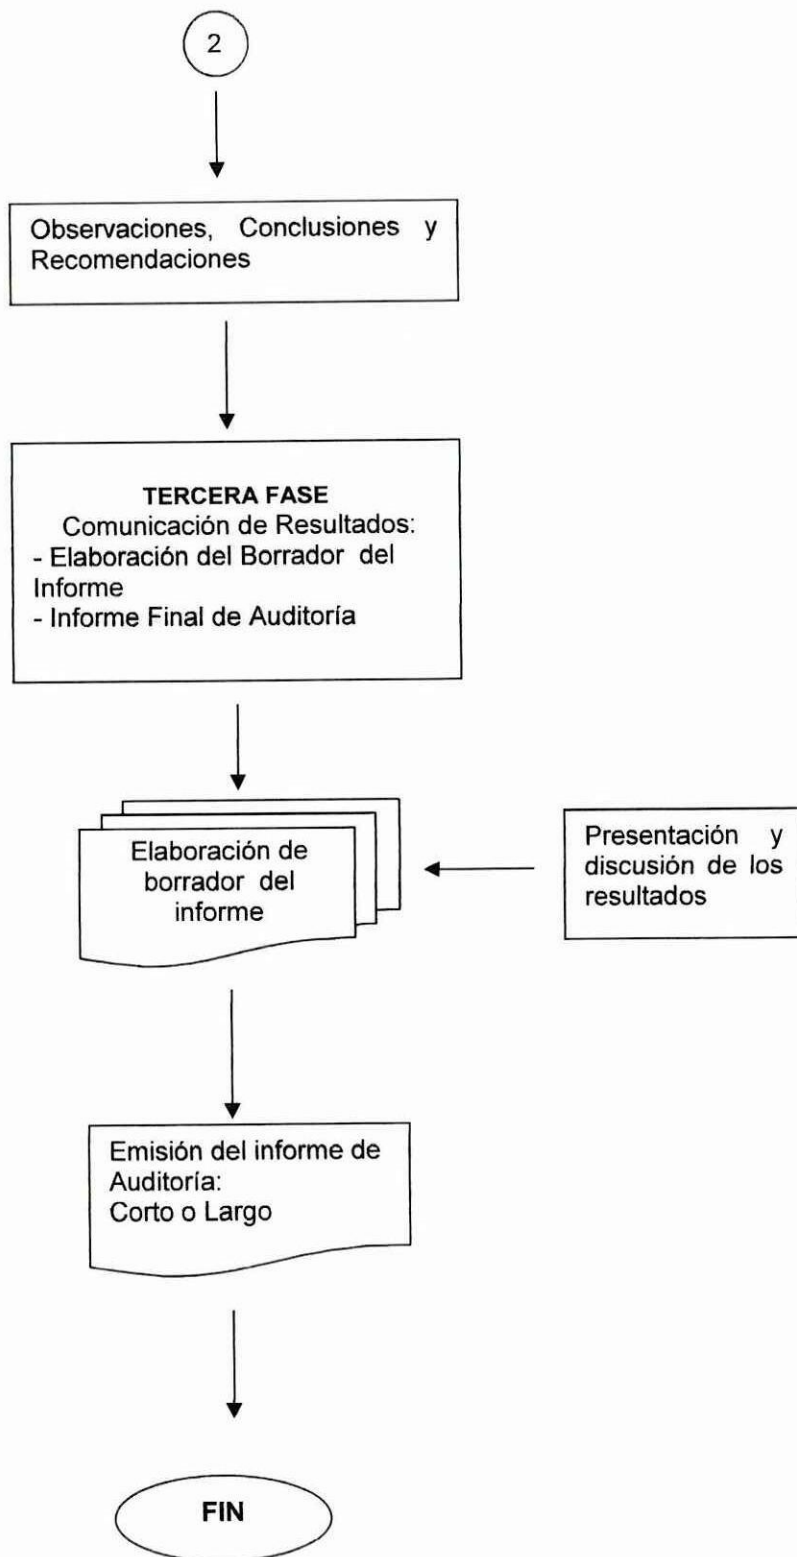 2
Observaciones, Conclusiones y
Recomendaciones
TERCERA FASE
Comunicación de Resultados:
- Elaboración del Borrador del
Informe
- Informe Final de Auditoría
Elaboración de
borrador del
informe
Presentación y
discusión de los
resultados
Emisión del informe de
Auditoría:
Corto o Largo
FIN